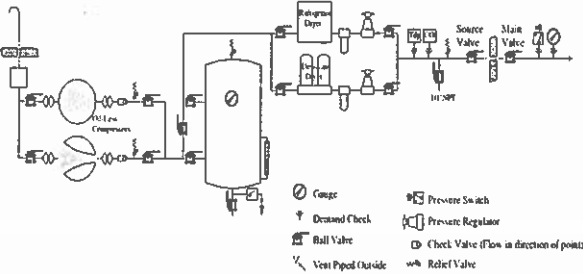 Refrigerant
Dryer
Source
Valve
Main
Valve
Dryer
Oil-Less
Compressors
Gauge
Demand Check
Ball Valve
Vent Piped Outside
Pressure Switch
Pressure Regulator
Check Valve (Flow in direction of point)
Relief Valve